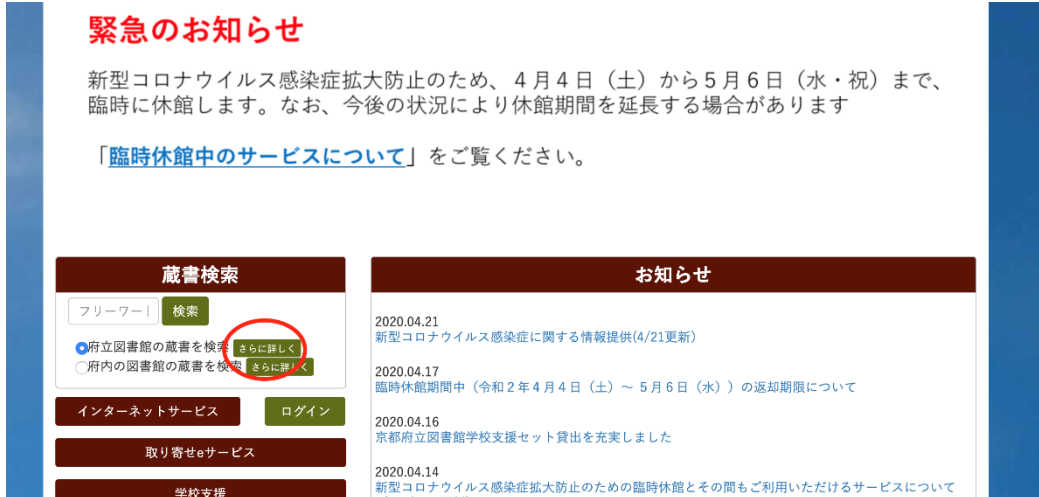 緊急のお知らせ
新型コロナウイルス感染症拡大防止のため、４月４日（土）から５月６日（水・祝）まで、
臨時に休館します。なお、今後の状況により休館期間を延長する場合があります
「臨時休館中のサービスについて」をご覧ください。
蔵書検索
フリーワー
検索
府立図書館の蔵書を検索 さらに詳しく
府内の図書館の蔵書を検索 さらに詳しく
インターネットサービス
ログイン
取り寄せeサービス
学校支援
お知らせ
2020.04.21
新型コロナウイルス感染症に関する情報提供(4/21更新)
2020.04.17
臨時休館期間中（令和２年４月４日（土）～ ５月６日（水））の返却期限について
2020.04.16
京都府立図書館学校支援セット貸出を充実しました
2020.04.14
新型コロナウイルス感染症拡大防止のための臨時休館とその間もご利用いただけるサービスについて